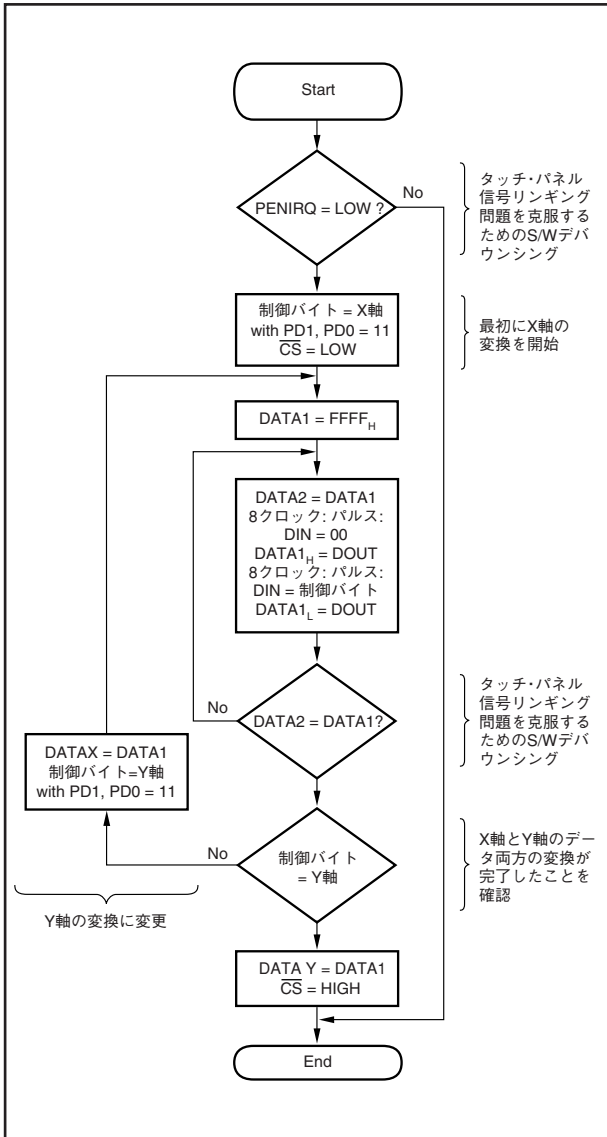 Start
PENIRQ = LOW ?
No
タッチ・パネル
信号リンギング
問題を克服する
ためのS/Wデバ
ウンシング
制御バイト = X軸
with PD1, PD0 = 11
C̅S̅ = LOW
最初にX軸の
変換を開始
DATA1 = FFFFH
DATA2 = DATA1
8クロック: パルス:
DIN = 00
DATA1H = DOUT
8クロック: パルス:
DIN = 制御バイト
DATA1L = DOUT
No
DATA2 = DATA1?
タッチ・パネル
信号リンギング
問題を克服する
ためのS/Wデバ
ウンシング
DATAX = DATA1
制御バイト=Y軸
with PD1, PD0 = 11
No
制御バイト
= Y軸
X軸とY軸のデー
タ両方の変換が
完了したことを
確認
Y軸の変換に変更
DATA Y = DATA1
C̅S̅ = HIGH
End